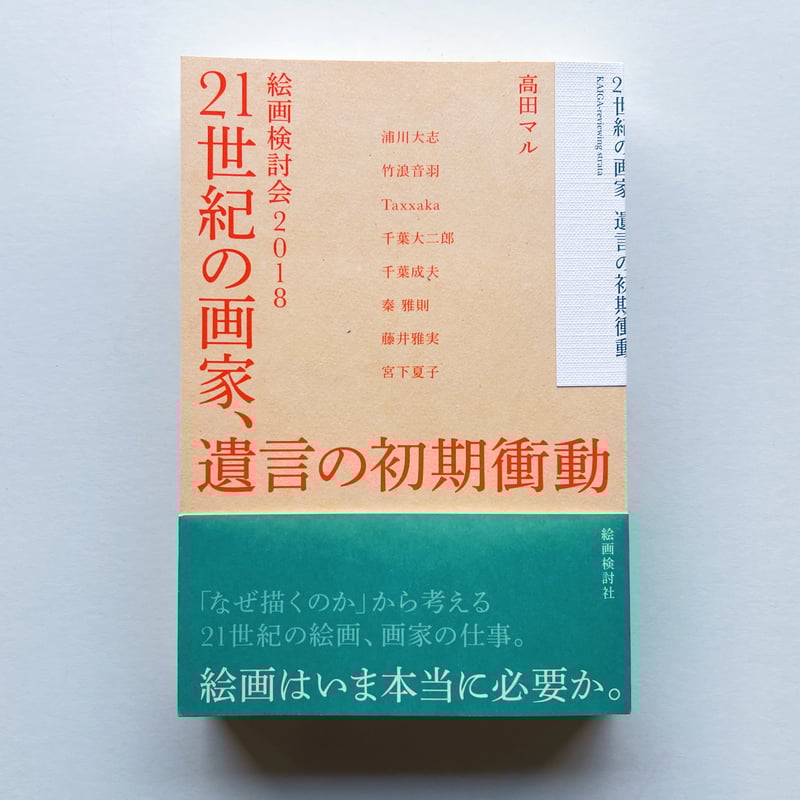 21世紀の画家、
遺言の初期衝動
絵画検討会2018
高田マル
浦川大志
竹浪音羽
Taxxaka
千葉大二郎
千葉成夫
秦 雅則
藤井雅実
宮下夏子
21世紀の画家 遺言の初期衝動
KAIGA-reviewing strata
絵画検討社
「なぜ描くのか」から考える
21世紀の絵画、画家の仕事。
絵画はいま本当に必要か。